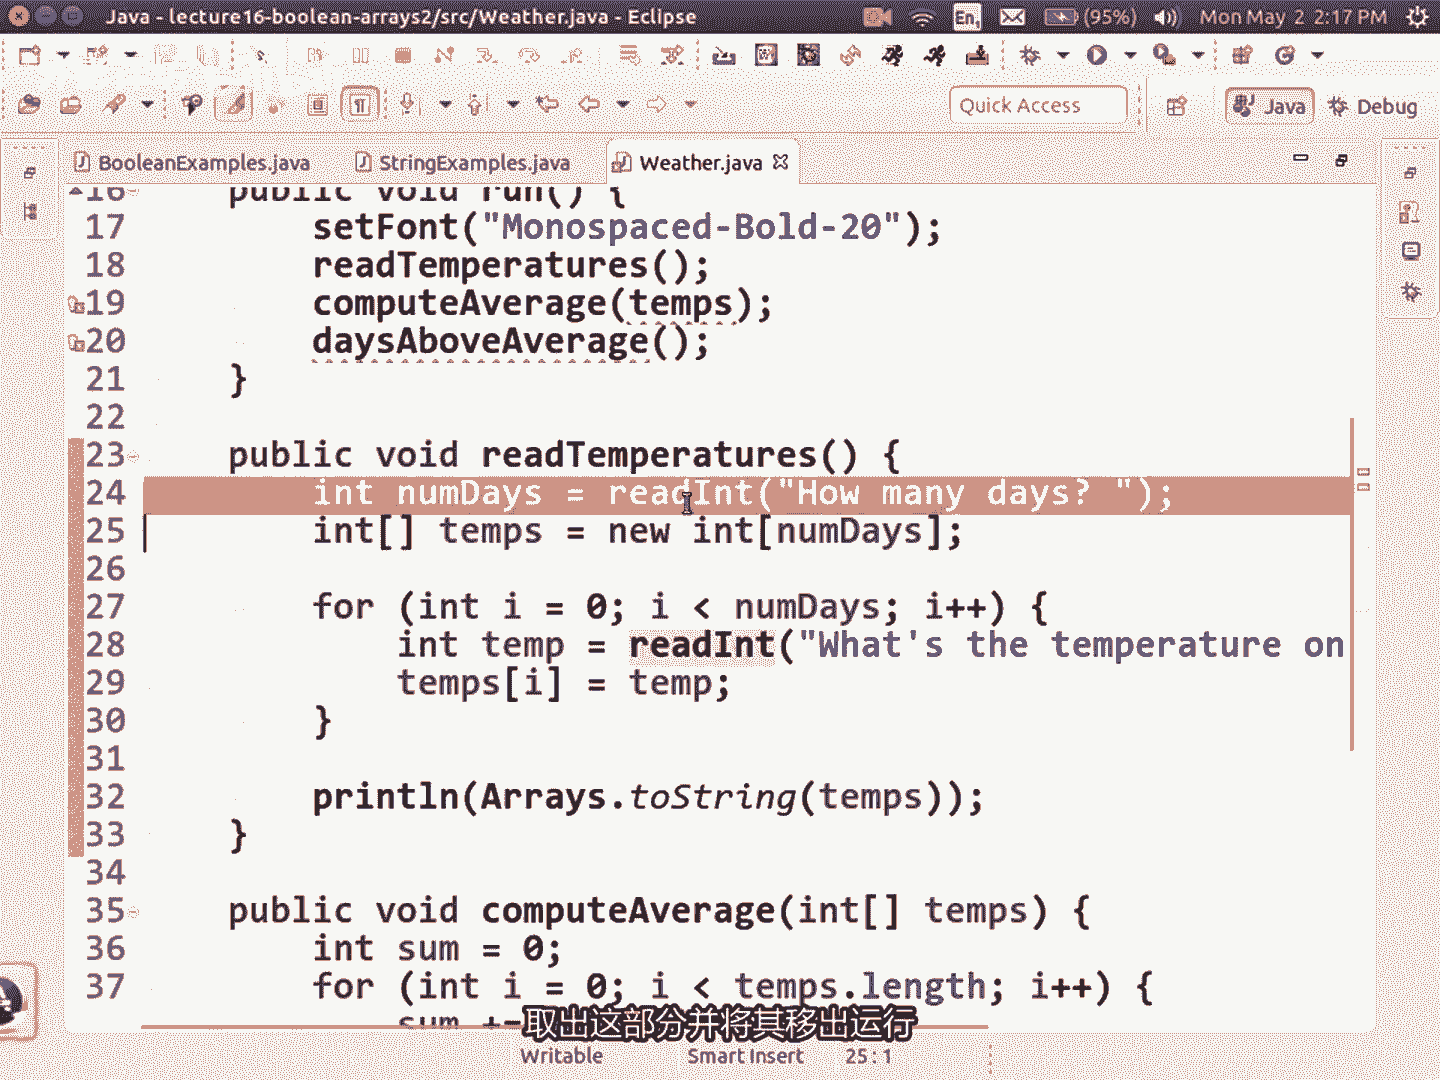 Java - lecture16-boolean-arrays2/src/Weather.java - Eclipse
En
(95%)
Mon May 2 2:17 PM
Quick Access
Java
Debug
BooleanExamples.java
StringExamples.java
Weather.java
16 public void run() {
17 setFont("Monospaced-Bold-20");
18 readTemperatures();
19 computeAverage(temps);
20 daysAboveAverage();
21 }
22
23 public void readTemperatures() {
24 int numDays = readInt("How many days? ");
25 int[] temps = new int[numDays];
26
27 for (int i = 0; i < numDays; i++) {
28 int temp = readInt("What's the temperature on
29 temps[i] = temp;
30 }
31
32 println(Arrays.toString(temps));
33 }
34
35 public void computeAverage(int[] temps) {
36 int sum = 0;
37 for (int i = 0; i < temps.length; i++) {
sum +=
取出这部分并将其移出运行
Writable
Smart Insert
25 : 1